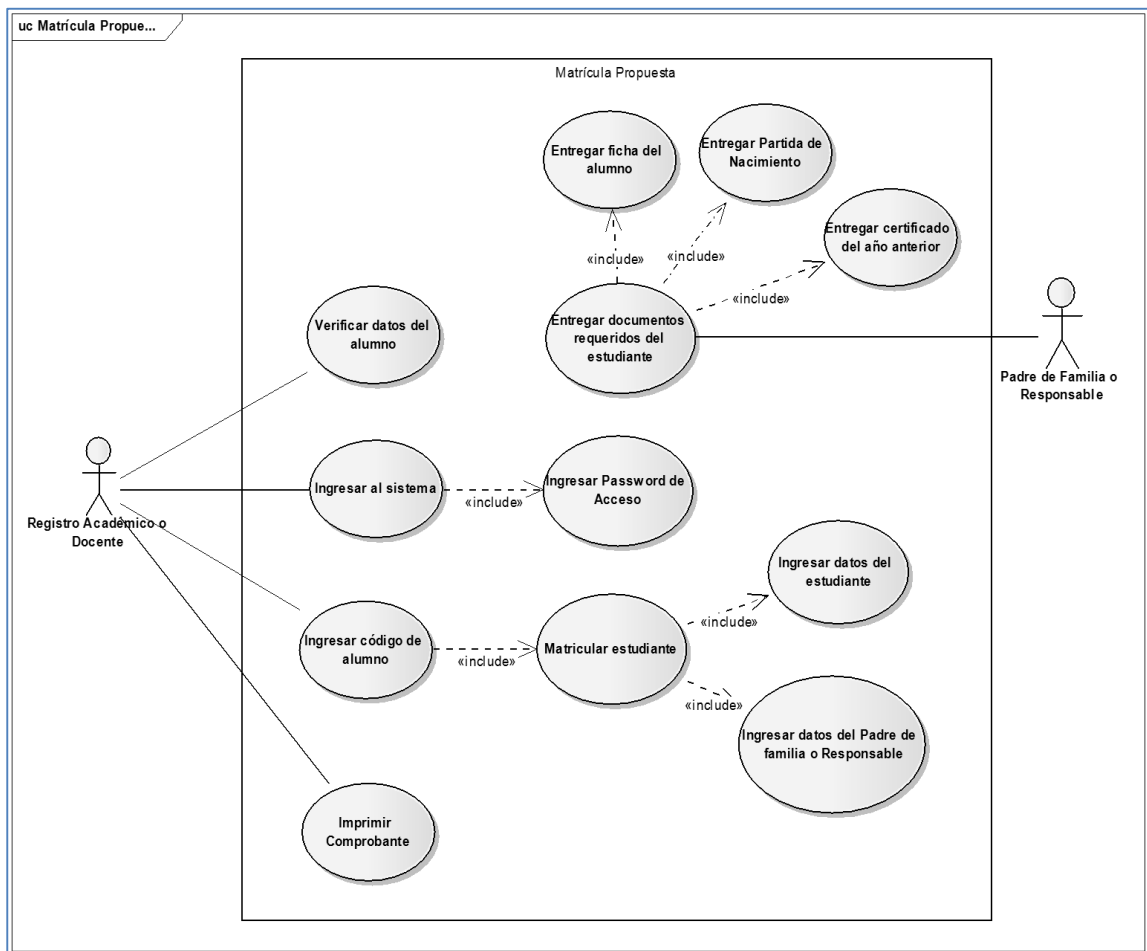 uc Matrícula Propue...
Matrícula Propuesta
Entregar ficha del
alumno
Entregar Partida de
Nacimiento
Entregar certificado
del año anterior
«include»
«include»
«include»
Entregar documentos
requeridos del
estudiante
Padre de Familia o
Responsable
Verificar datos del
alumno
Registro Académico o
Docente
Ingresar al sistema
«include»
Ingresar Password de
Acceso
Ingresar datos del
estudiante
Ingresar código de
alumno
«include»
Matricular estudiante
«include»
«include»
Ingresar datos del Padre de
familia o Responsable
Imprimir
Comprobante